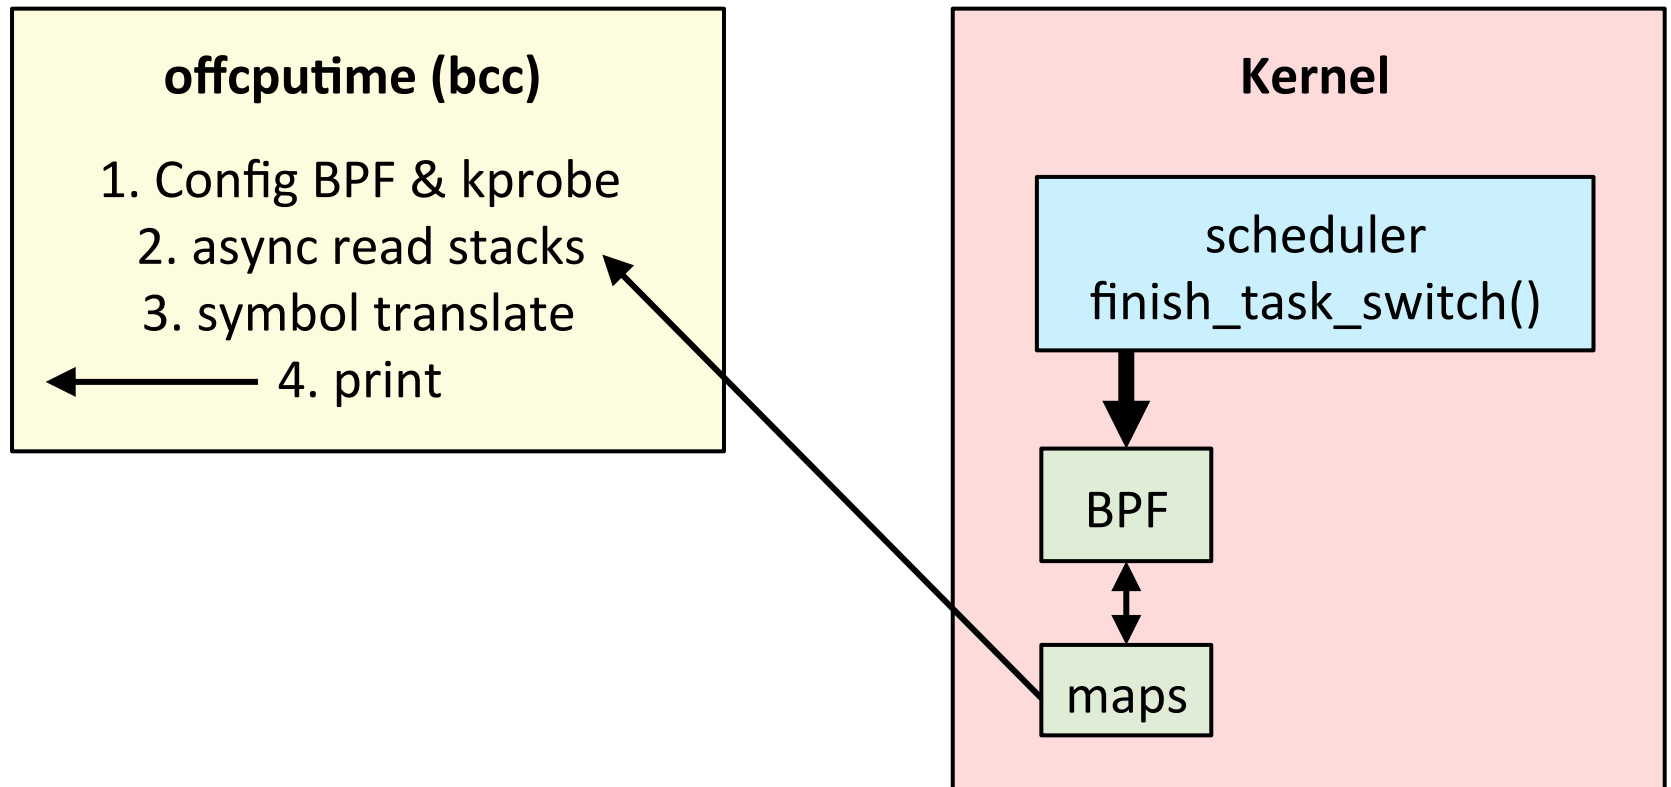 offcputime (bcc)
1. Config BPF & kprobe
2. async read stacks
3. symbol translate
4. print
Kernel
scheduler
finish_task_switch()
BPF
maps